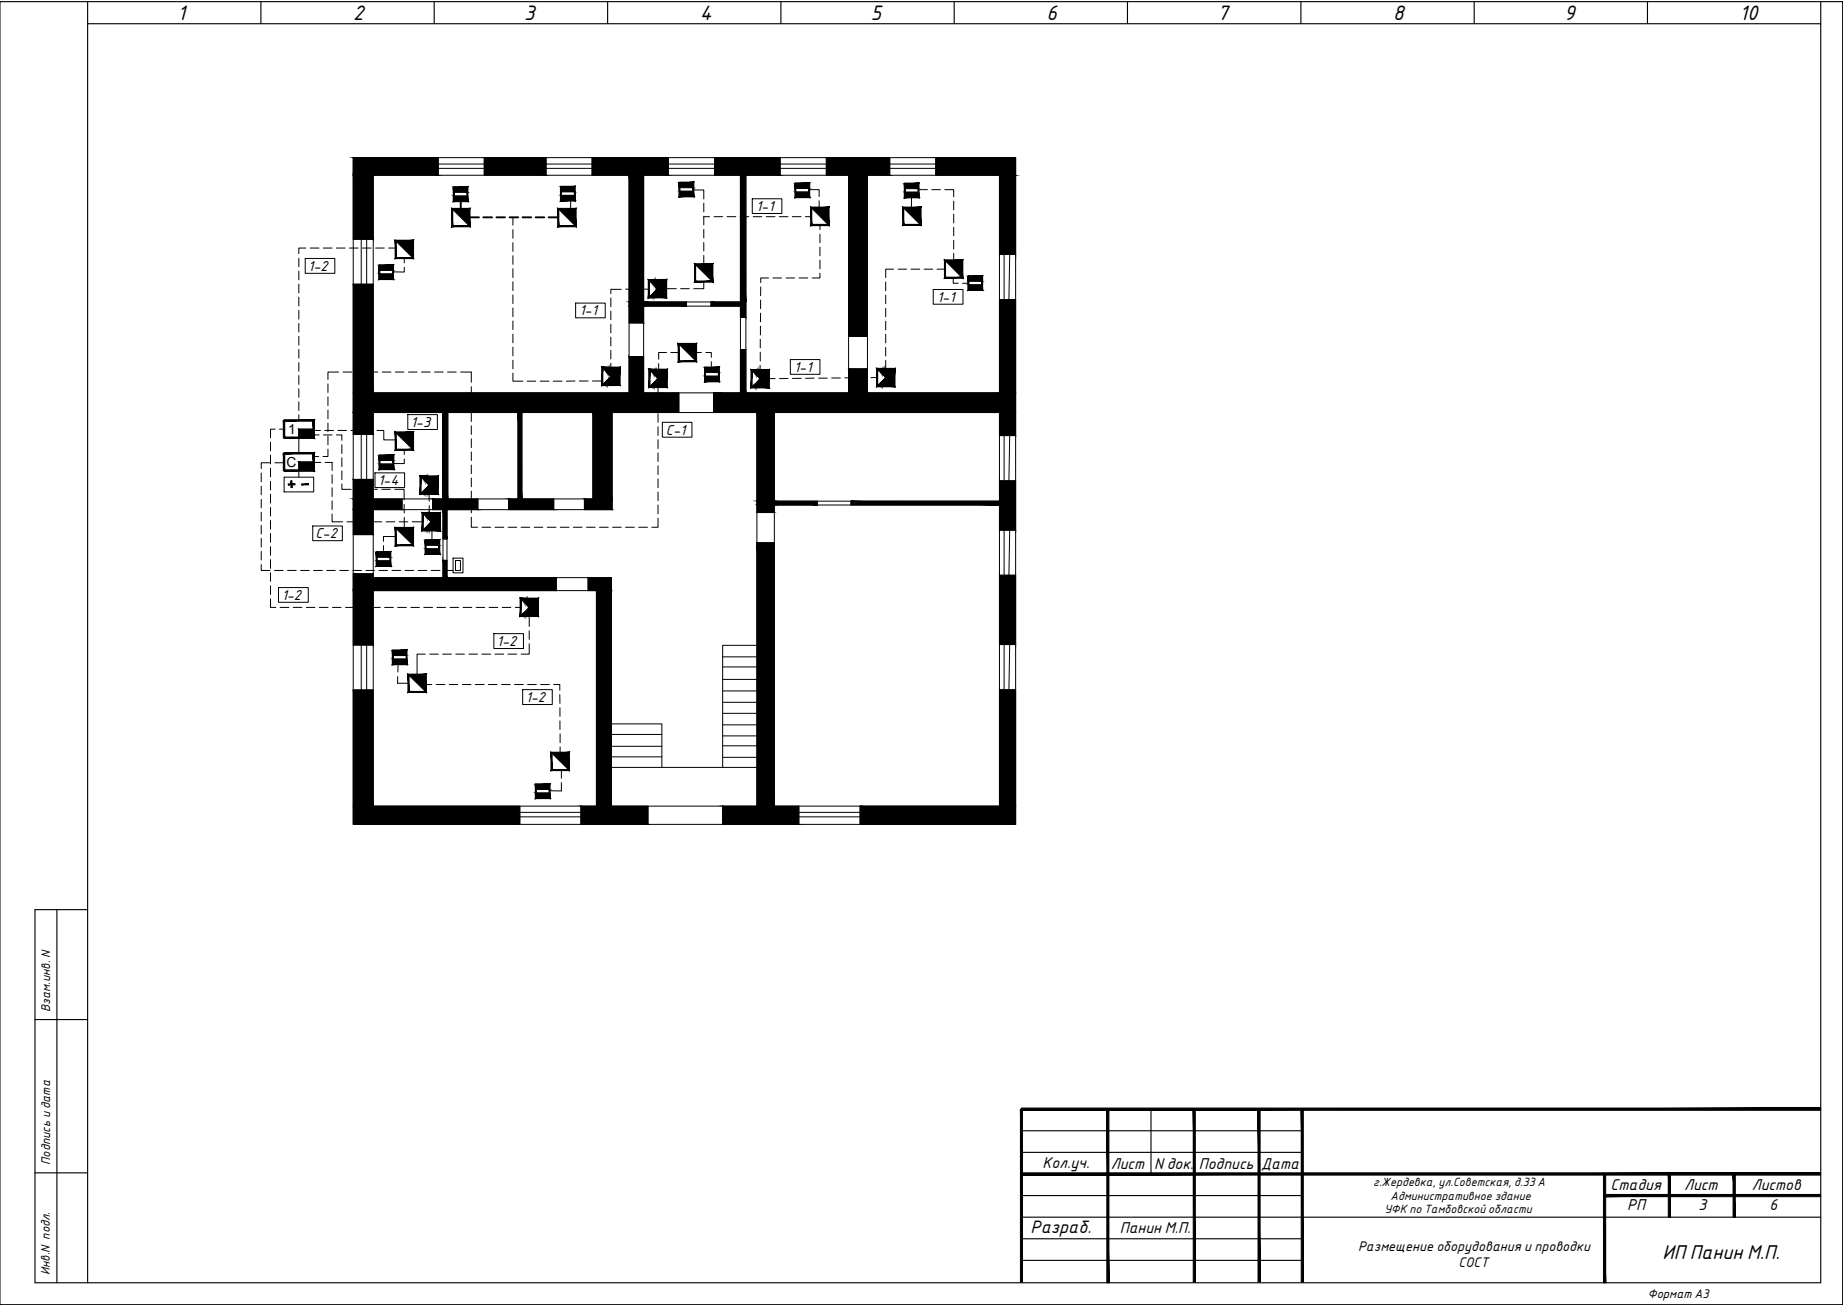 1 2 3 4 5 6 7 8 9 10
1-1
1-2
1-1
1-1
1-1
1
1-3
С-1
С
1-4
+ -
С-2
1-2
1-2
1-2
Взам.инв. N
Подпись и дата
Инв.N подл.
Кол.уч. Лист N док. Подпись Дата
г.Жердевка, ул.Советская, д.33 А
Административное здание
УФК по Тамбовской области
Стадия Лист Листов
РП 3 6
Разраб. Панин М.П.
Размещение оборудования и проводки
СОСТ
ИП Панин М.П.
Формат А3